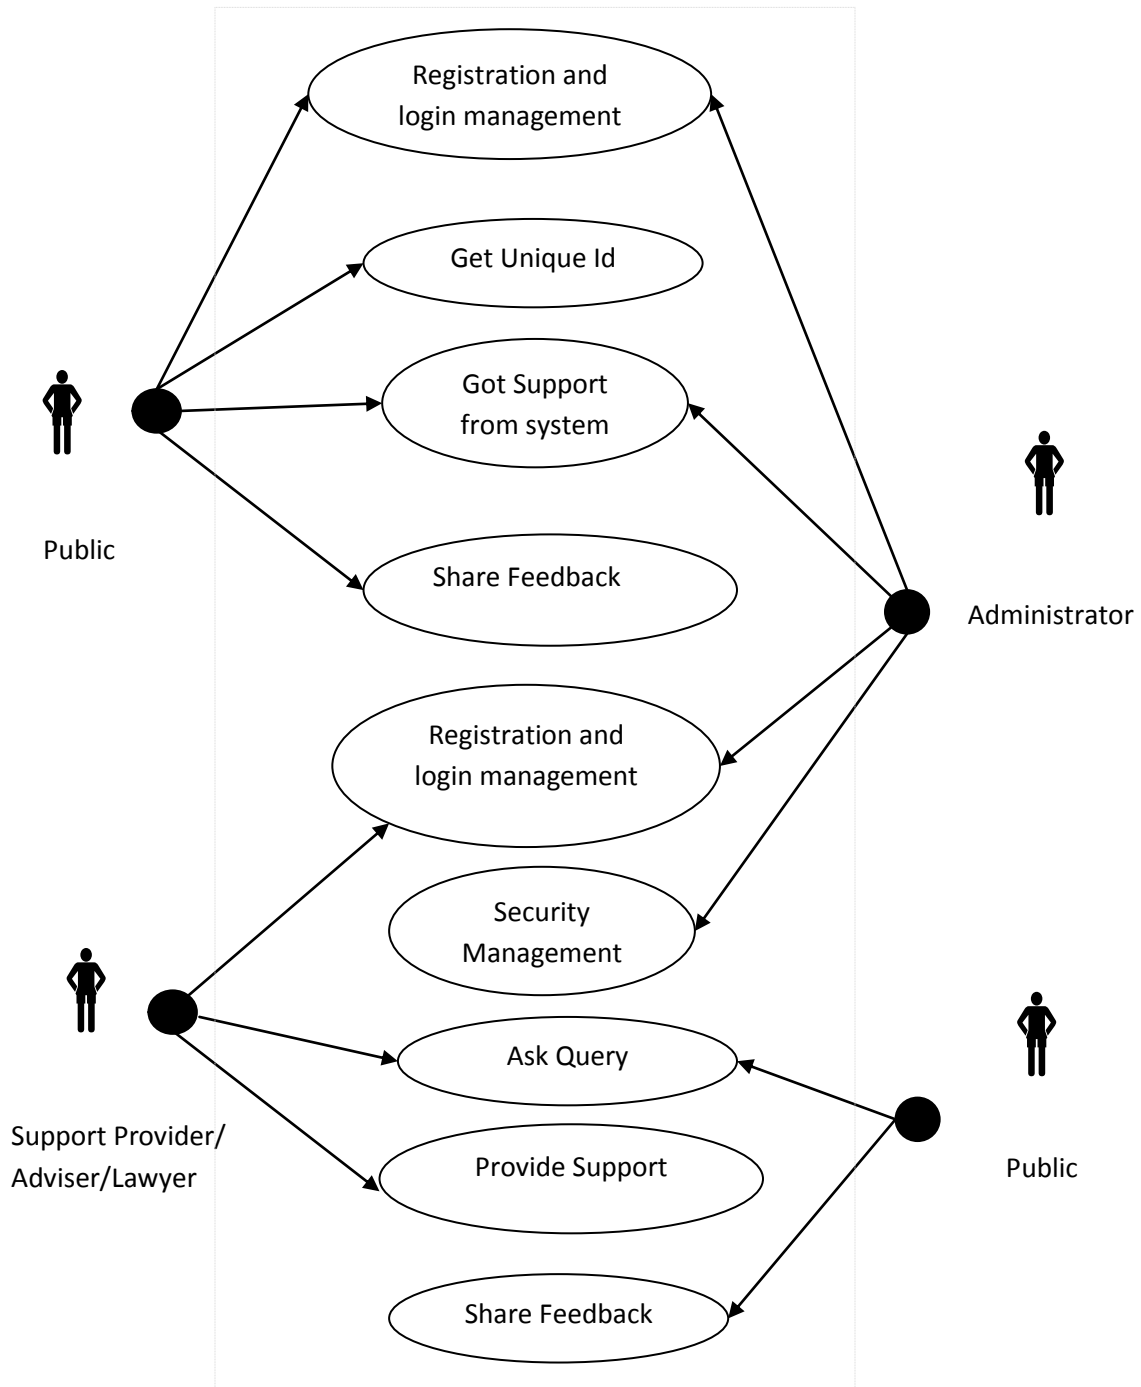 Registration and
login management
Get Unique Id
Got Support
from system
Public
Share Feedback
Administrator
Registration and
login management
Security
Management
Ask Query
Support Provider/
Adviser/Lawyer
Provide Support
Public
Share Feedback